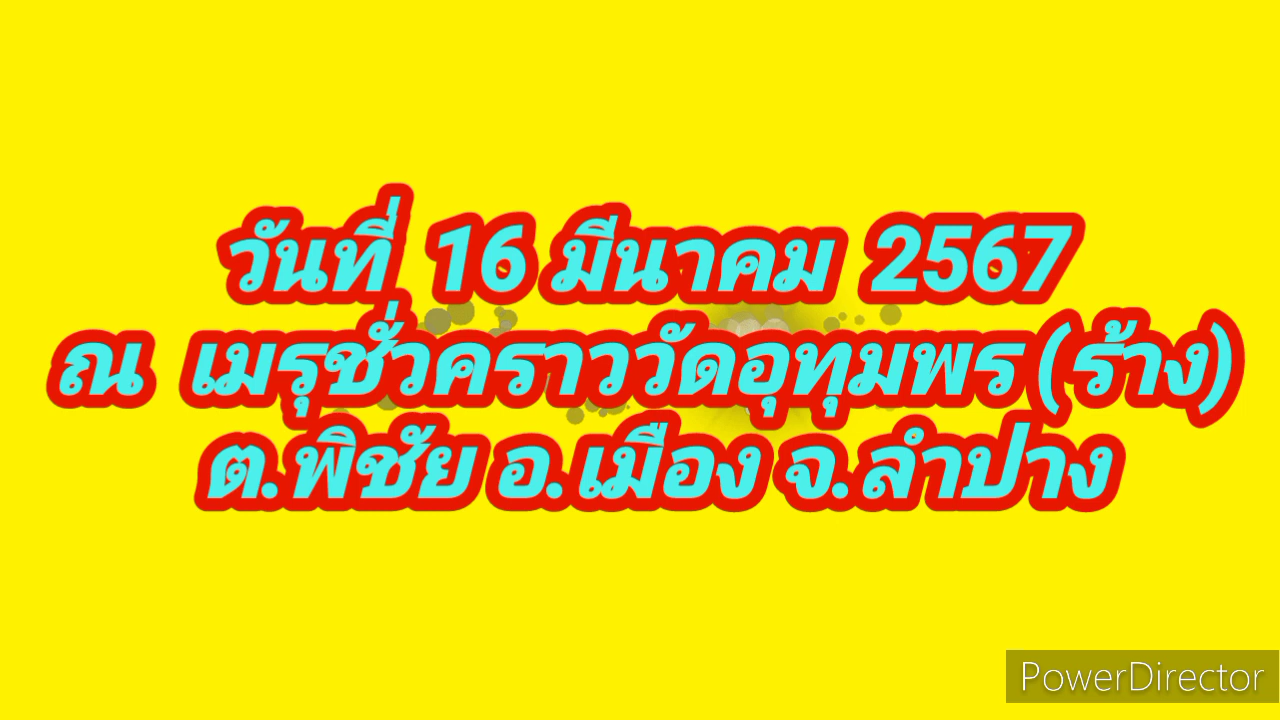 วันที่ 16 มีนาคม 2567
ณ เมรุชั่วคราววัดอุทุมพร (ร้าง)
ต.พิชัย อ.เมือง จ.ลำปาง
PowerDirector